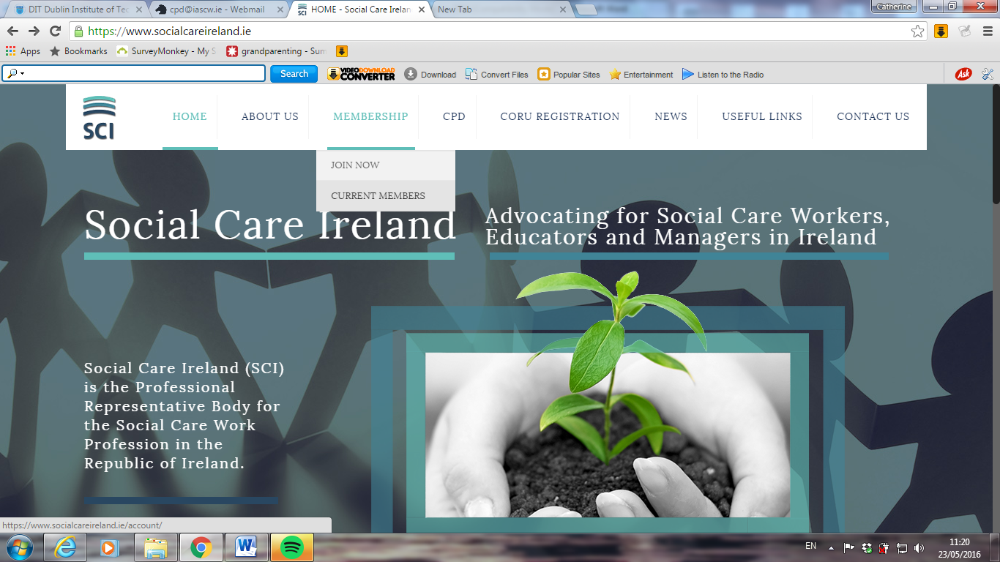 DIT Dublin Institute of Tec
cpd@iascw.ie - Webmail
HOME - Social Care Irelan
New Tab
Catherine
https://www.socialcareireland.ie
Apps
Bookmarks
SurveyMonkey - My S
grandparenting - Sum
Search
VIDEO DOWNLOAD CONVERTER
Download
Convert Files
Popular Sites
Entertainment
Listen to the Radio
Ask
SCI
HOME
ABOUT US
MEMBERSHIP
CPD
CORU REGISTRATION
NEWS
USEFUL LINKS
CONTACT US
JOIN NOW
CURRENT MEMBERS
Social Care Ireland
Advocating for Social Care Workers,
Educators and Managers in Ireland
Social Care Ireland (SCI)
is the Professional
Representative Body for
the Social Care Work
Profession in the
Republic of Ireland.
https://www.socialcareireland.ie/account/
EN
11:20
23/05/2016